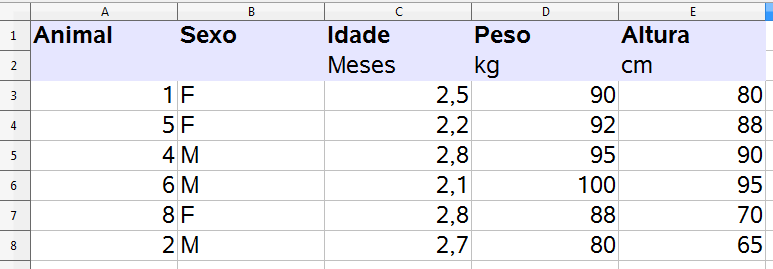 A B C D E
1 Animal Sexo Idade Peso Altura
2 Meses kg cm
3 1 F 2,5 90 80
4 5 F 2,2 92 88
5 4 M 2,8 95 90
6 6 M 2,1 100 95
7 8 F 2,8 88 70
8 2 M 2,7 80 65